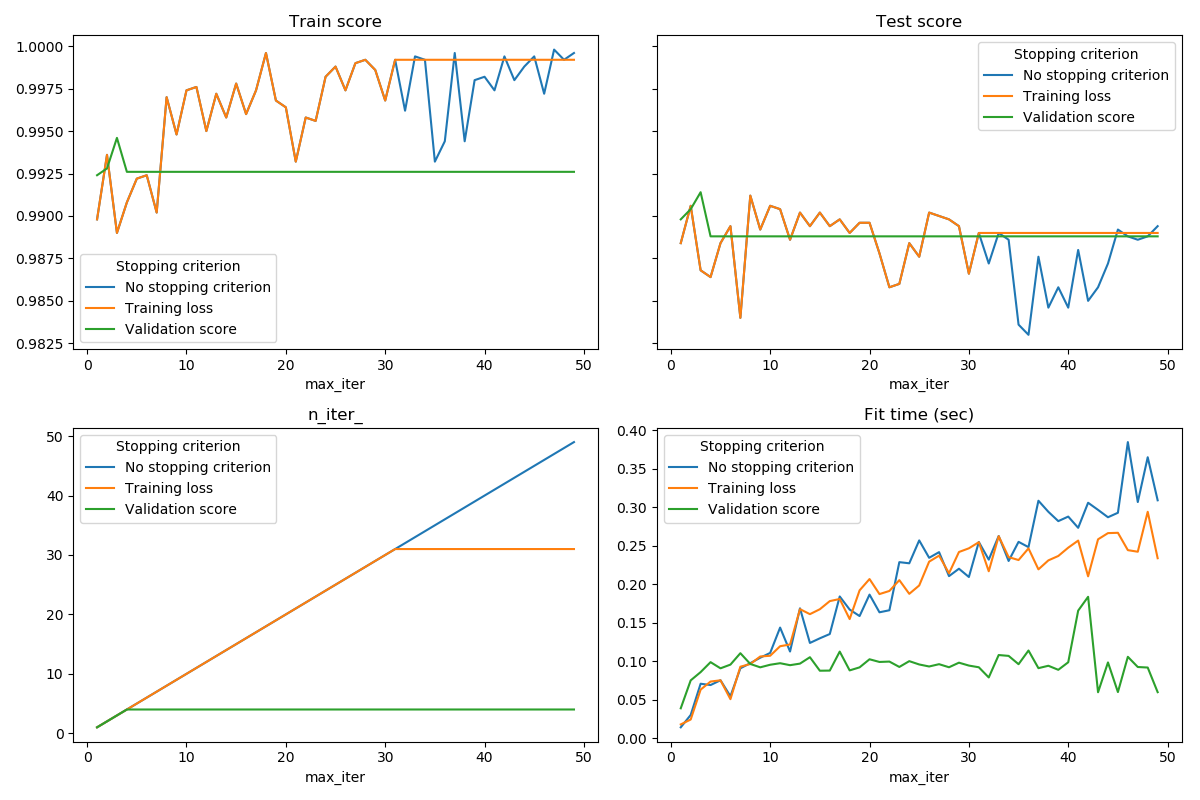 Train score
1.0000
0.9975
0.9950
0.9925
0.9900
0.9875
0.9850
0.9825
Stopping criterion
No stopping criterion
Training loss
Validation score
0 10 20 30 40 50
max_iter
Test score
Stopping criterion
No stopping criterion
Training loss
Validation score
0 10 20 30 40 50
max_iter
n_iter_
50
40
30
20
10
0
Stopping criterion
No stopping criterion
Training loss
Validation score
0 10 20 30 40 50
max_iter
Fit time (sec)
0.40
0.35
0.30
0.25
0.20
0.15
0.10
0.05
0.00
Stopping criterion
No stopping criterion
Training loss
Validation score
0 10 20 30 40 50
max_iter